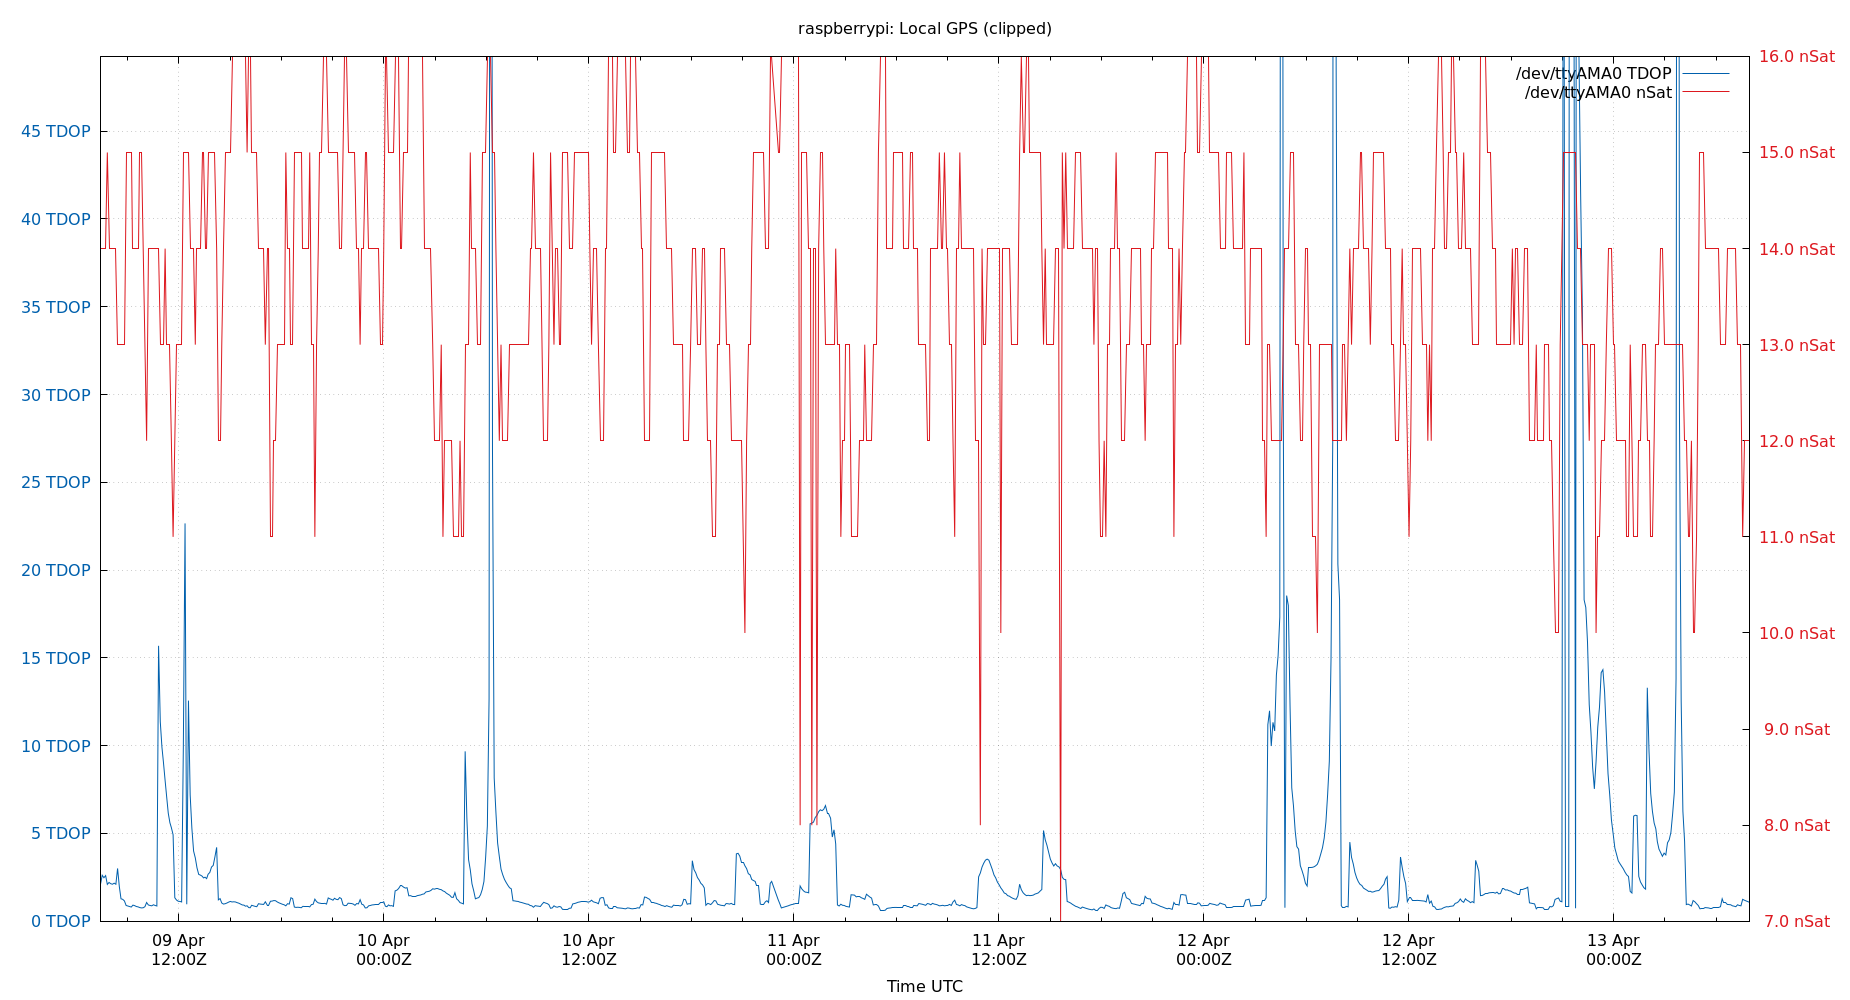 raspberrypi: Local GPS (clipped)
16.0 nSat
/dev/ttyAMA0 TDOP
/dev/ttyAMA0 nSat
45 TDOP
15.0 nSat
40 TDOP
14.0 nSat
35 TDOP
13.0 nSat
30 TDOP
12.0 nSat
25 TDOP
11.0 nSat
20 TDOP
10.0 nSat
15 TDOP
9.0 nSat
10 TDOP
8.0 nSat
5 TDOP
0 TDOP
7.0 nSat
09 Apr 10 Apr 10 Apr 11 Apr 11 Apr 12 Apr 12 Apr 13 Apr
12:00Z 00:00Z 12:00Z 00:00Z 12:00Z 00:00Z 12:00Z 00:00Z
Time UTC